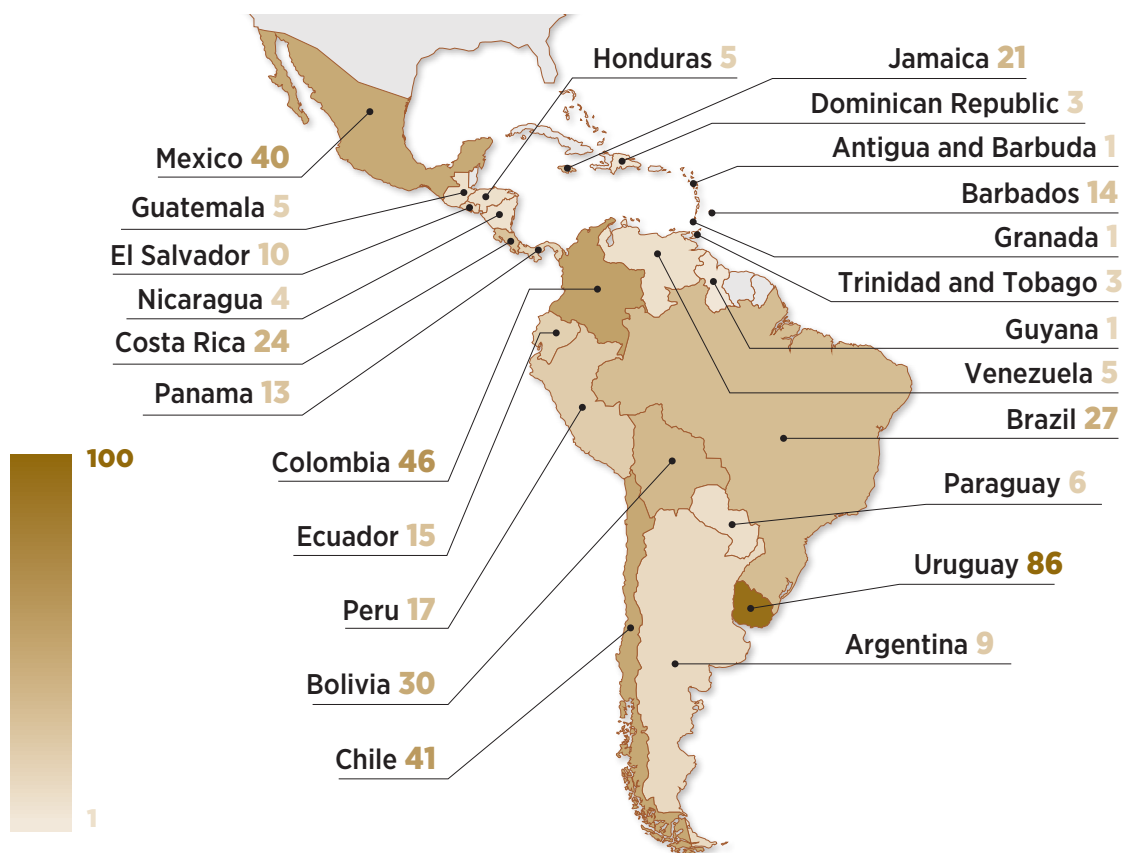 Honduras 5
Jamaica 21
Dominican Republic 3
Mexico 40
Antigua and Barbuda 1
Guatemala 5
Barbados 14
El Salvador 10
Granada 1
Nicaragua 4
Trinidad and Tobago 3
Costa Rica 24
Guyana 1
Panama 13
Venezuela 5
Brazil 27
100
Colombia 46
Paraguay 6
Ecuador 15
Uruguay 86
Peru 17
Argentina 9
Bolivia 30
Chile 41
1